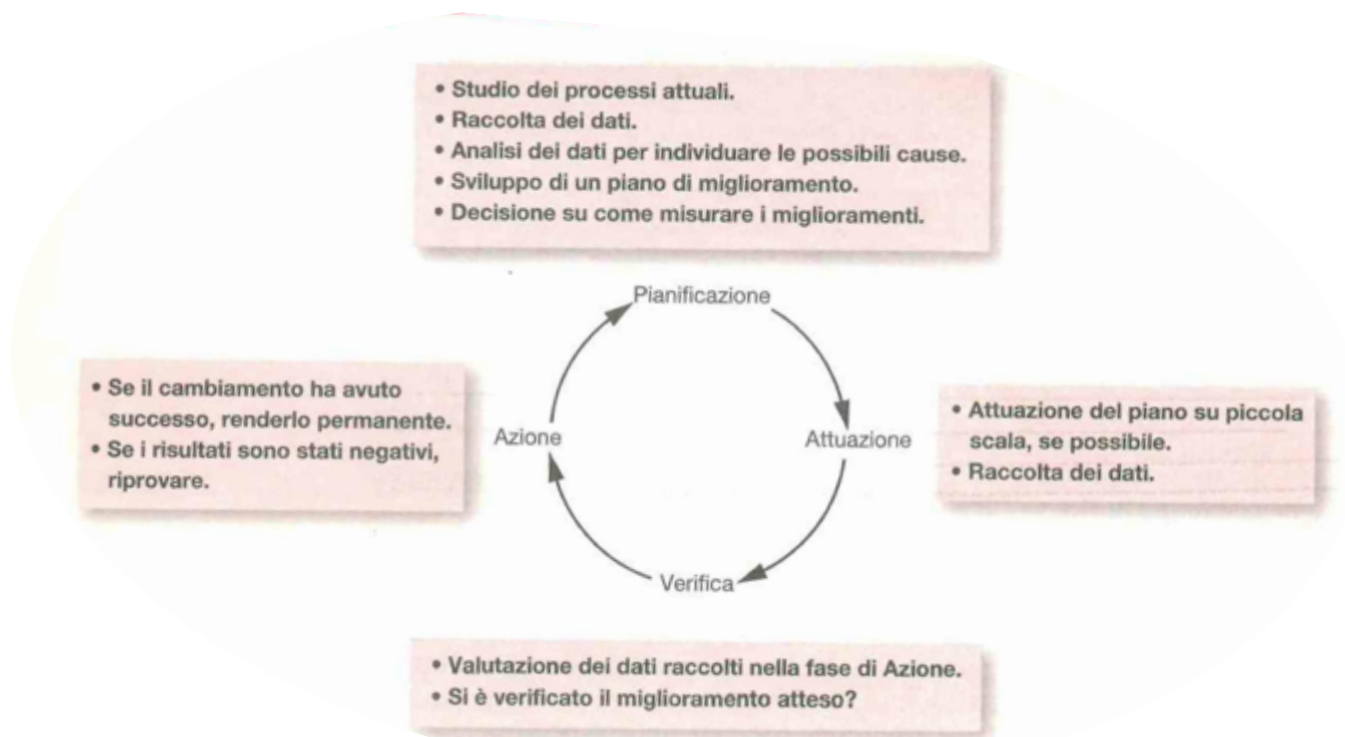 • Studio dei processi attuali.
• Raccolta dei dati.
• Analisi dei dati per individuare le possibili cause.
• Sviluppo di un piano di miglioramento.
• Decisione su come misurare i miglioramenti.
Pianificazione
• Se il cambiamento ha avuto
successo, renderlo permanente.
• Se i risultati sono stati negativi,
riprovare.
Azione
Attuazione
• Attuazione del piano su piccola
scala, se possibile.
• Raccolta dei dati.
Verifica
• Valutazione dei dati raccolti nella fase di Azione.
• Si è verificato il miglioramento atteso?